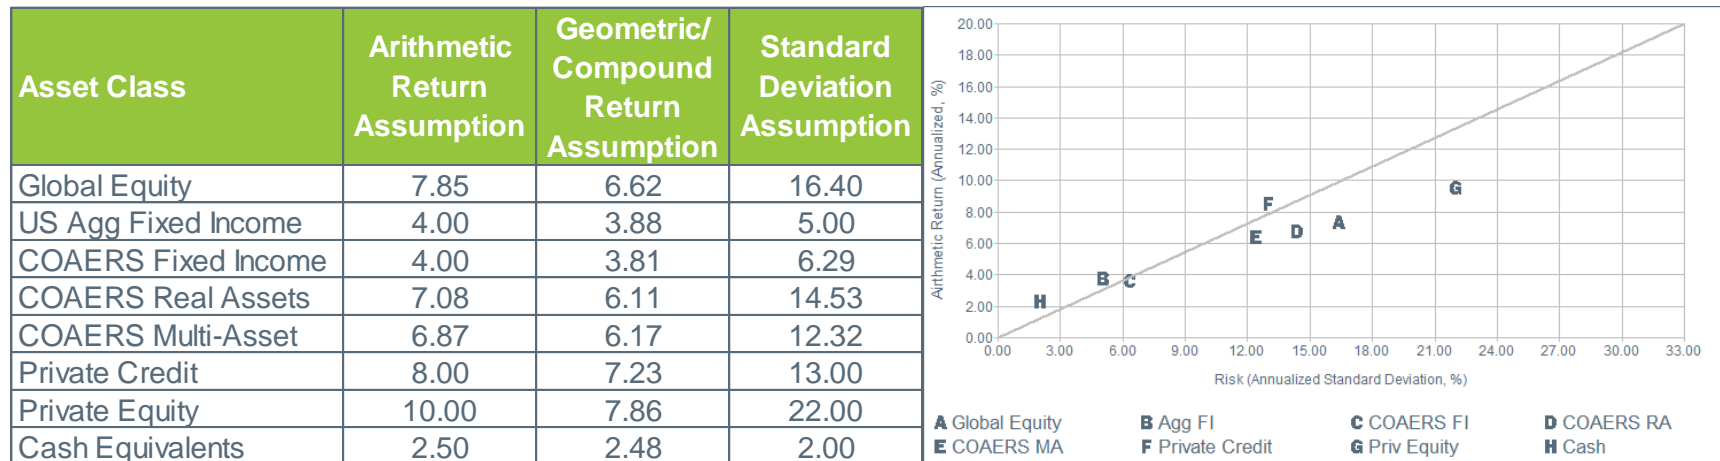 Asset Class
Arithmetic
Return
Assumption
Geometric/
Compound
Return
Assumption
Standard
Deviation
Assumption
Global Equity 7.85 6.62 16.40
US Agg Fixed Income 4.00 3.88 5.00
COAERS Fixed Income 4.00 3.81 6.29
COAERS Real Assets 7.08 6.11 14.53
COAERS Multi-Asset 6.87 6.17 12.32
Private Credit 8.00 7.23 13.00
Private Equity 10.00 7.86 22.00
Cash Equivalents 2.50 2.48 2.00
Airthmetic Return (Annualized, %)
20.00
18.00
16.00
14.00
12.00
10.00
8.00
6.00
4.00
2.00
0.00
G
F
A
D
E
B
C
H
0.00 3.00 6.00 9.00 12.00 15.00 18.00 21.00 24.00 27.00 30.00 33.00
Risk (Annualized Standard Deviation, %)
A Global Equity B Agg FI C COAERS FI D COAERS RA
E COAERS MA F Private Credit G Priv Equity H Cash